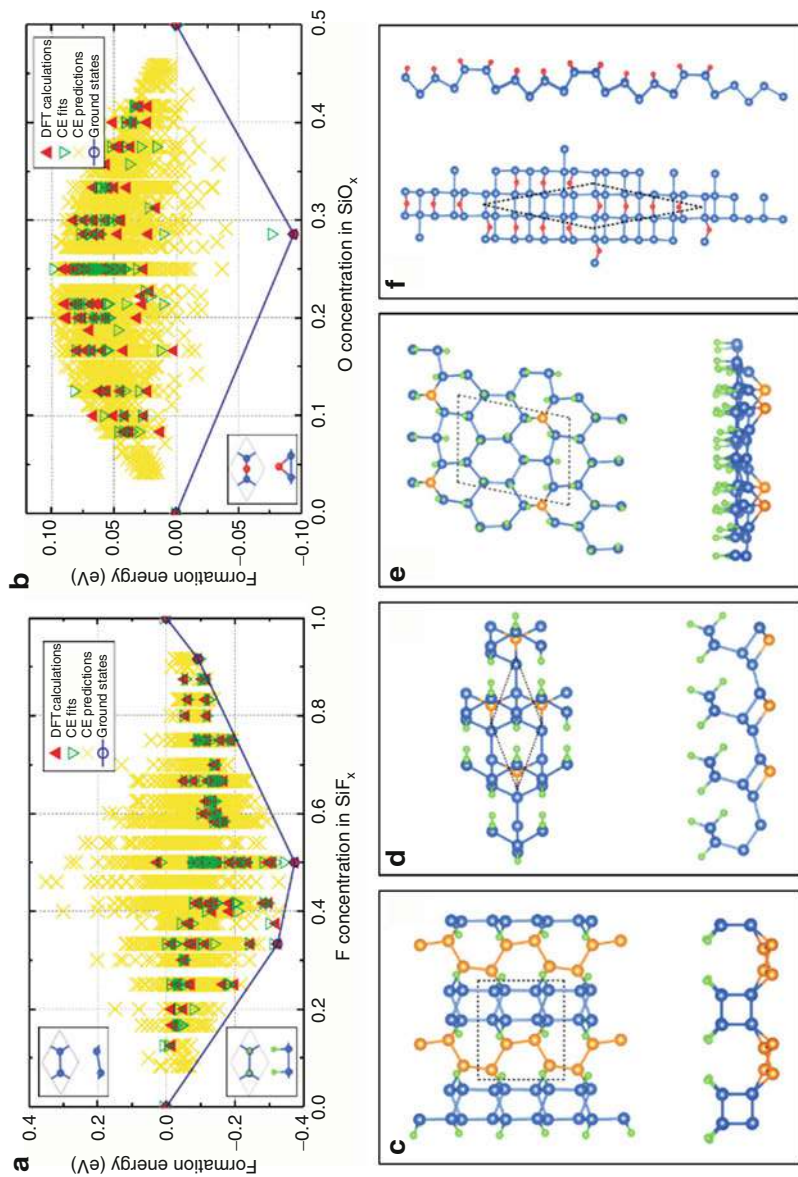 a
Formation energy (eV)
0.4
0.2
0.0
−0.2
−0.4
0.0
0.2
0.4
0.6
0.8
1.0
F concentration in SiFₓ
DFT calculations
CE fits
CE predictions
Ground states
b
Formation energy (eV)
0.10
0.05
0.00
−0.05
−0.10
0.0
0.1
0.2
0.3
0.4
0.5
O concentration in SiOₓ
DFT calculations
CE fits
CE predictions
Ground states
c
d
e
f